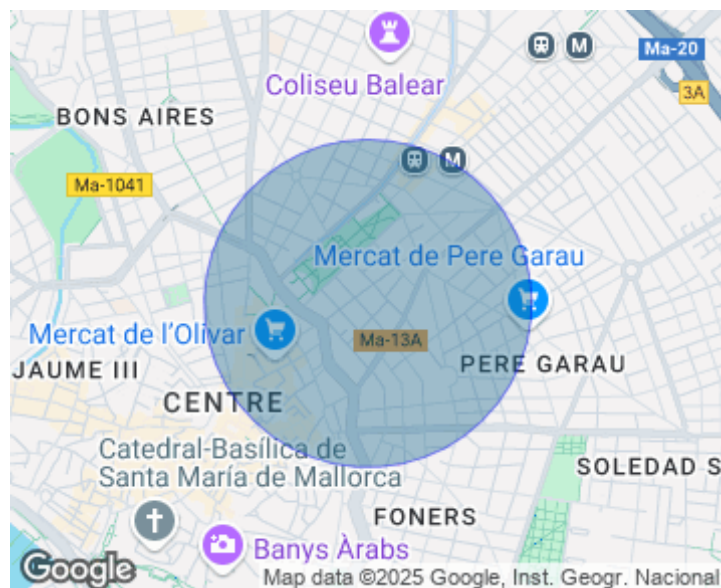 Coliseu Balear
M
Ma-20
3A
BONS AIRES
M
Ma-1041
Mercat de Pere Garau
Mercat de l'Olivar
Ma-13A
JAUME III
PERE GARAU
CENTRE
Catedral-Basílica de
Santa María de Mallorca
SOLEDAD S
FONERS
Banys Àrabs
Google
Map data ©2025 Google, Inst. Geogr. Nacional